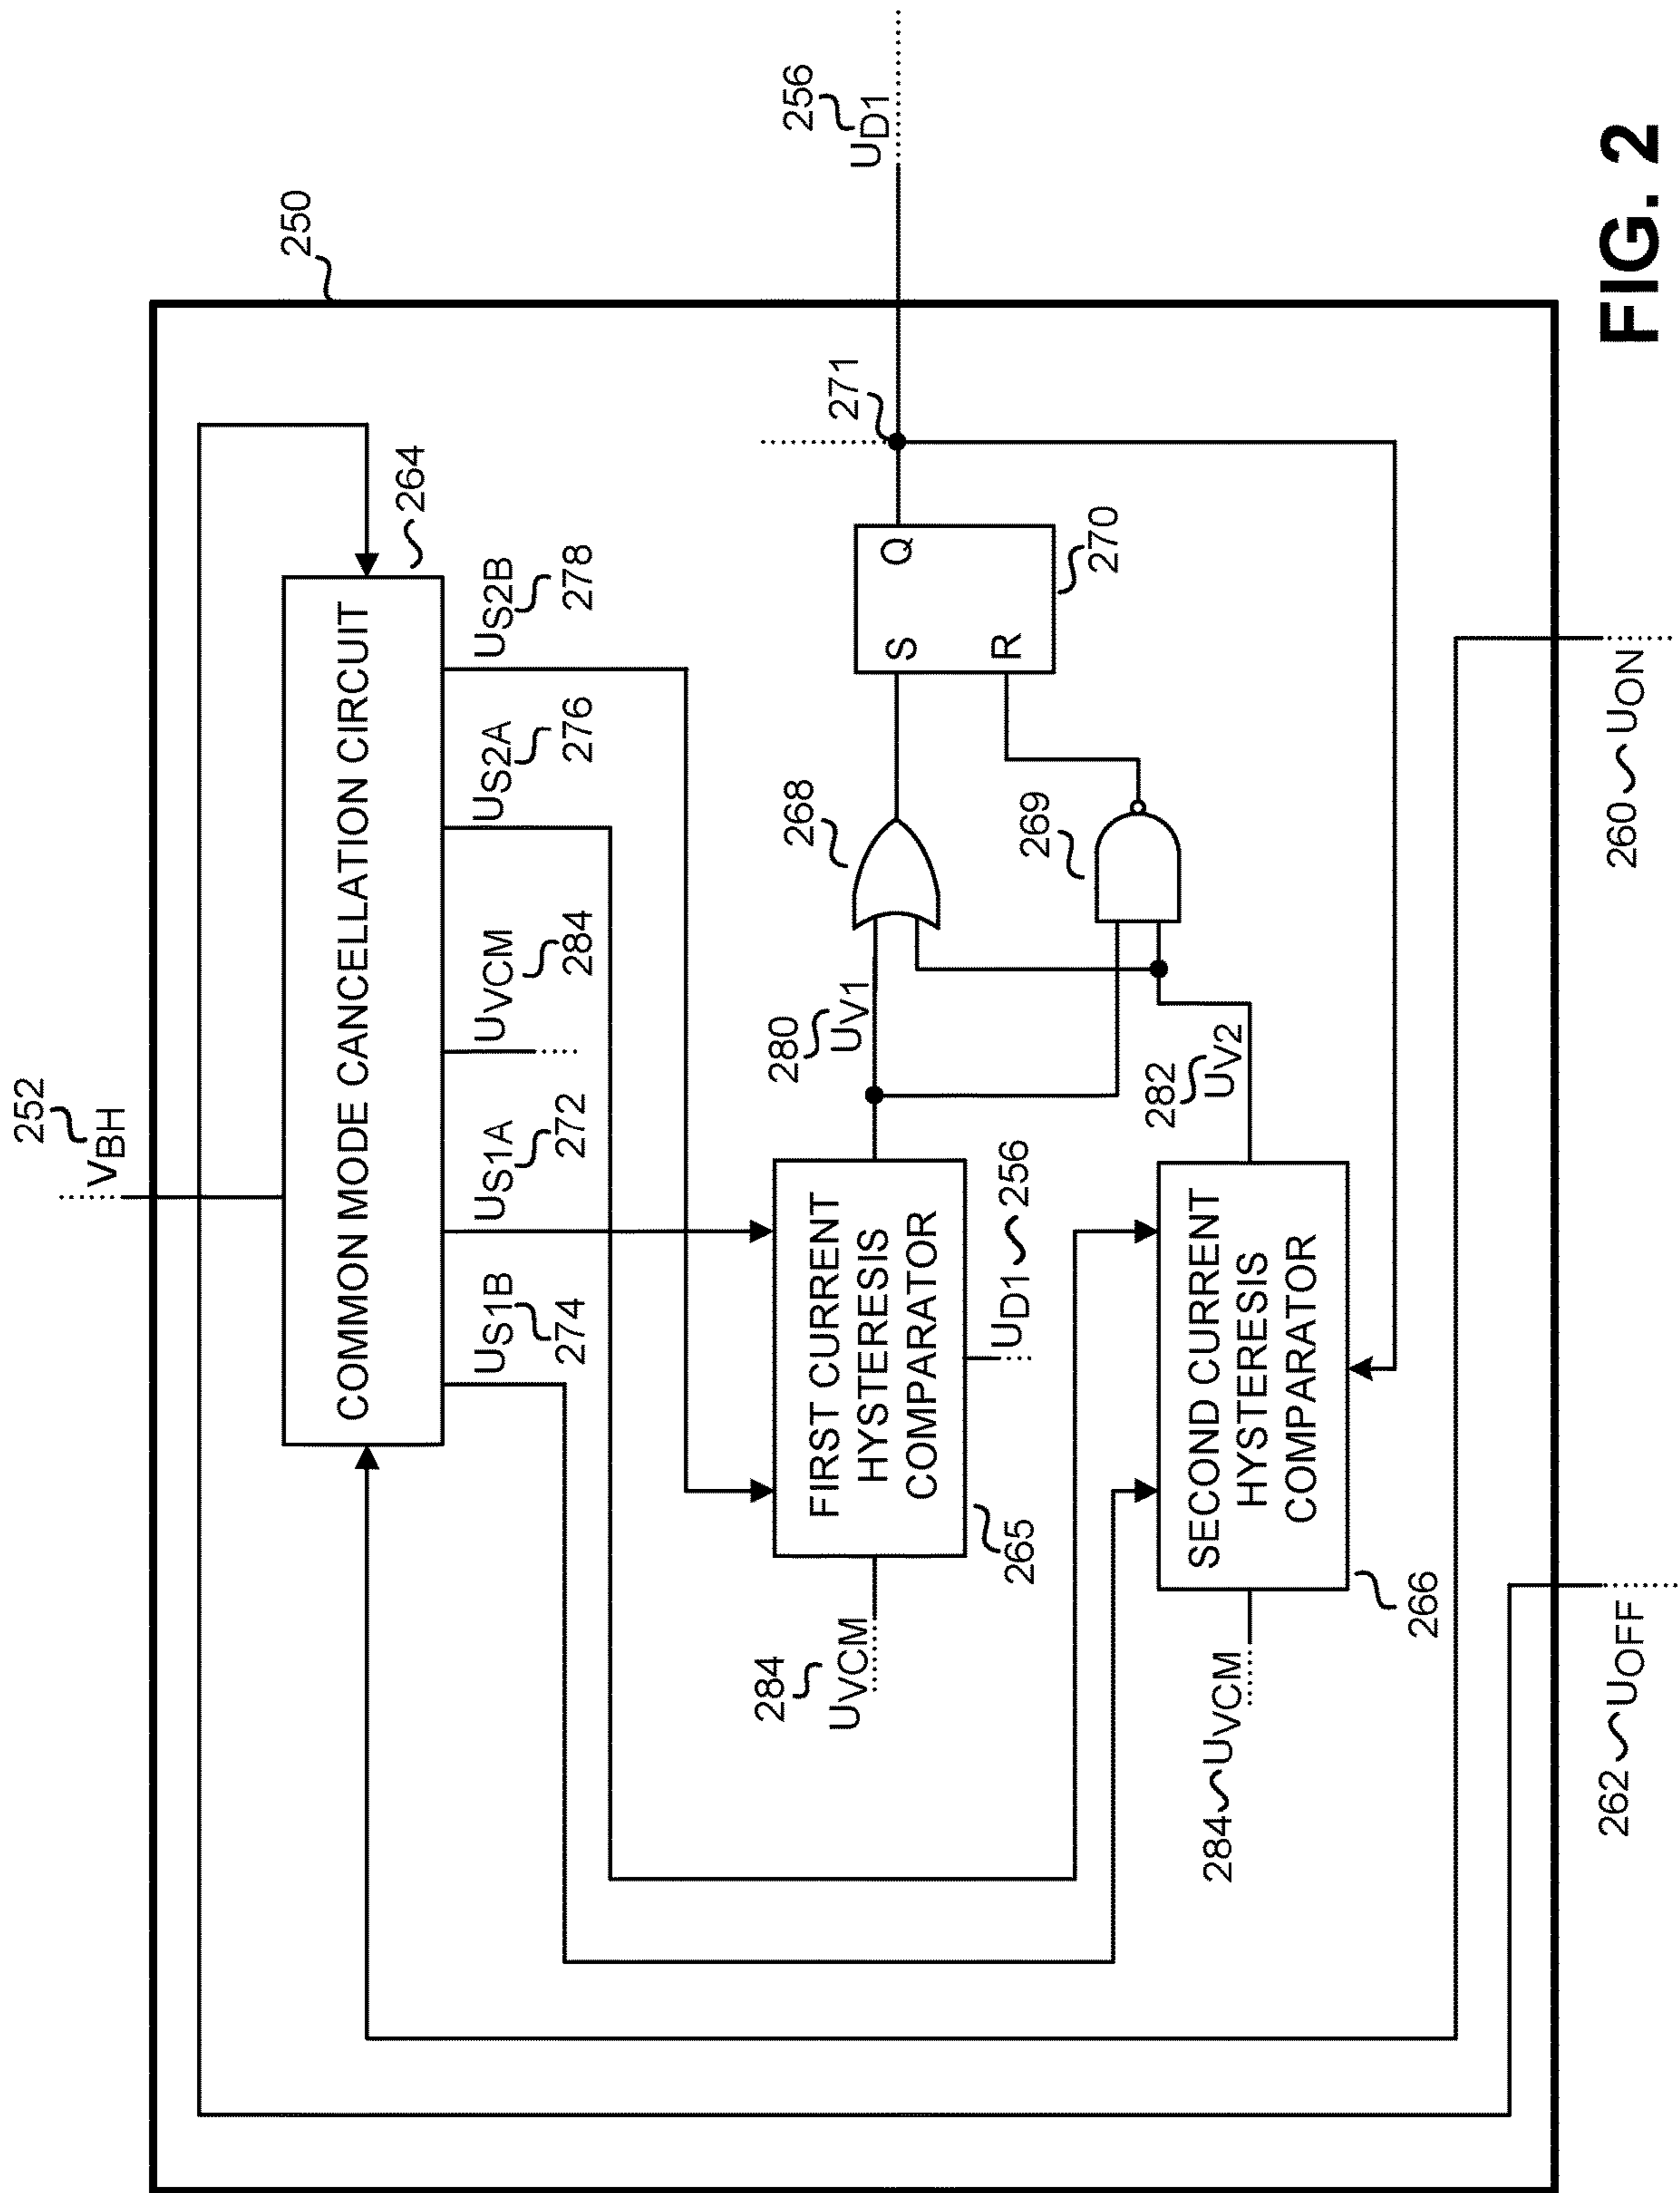 252
VBH
250
COMMON MODE CANCELLATION CIRCUIT
264
US1B
274
US1A
272
UVCM
284
US2A
276
US2B
278
284
UVCM
FIRST CURRENT
HYSTERESIS
COMPARATOR
265
UD1 256
280
UV1
268
271
256
UD1
S
Q
R
270
269
282
UV2
284 UVCM
SECOND CURRENT
HYSTERESIS
COMPARATOR
266
262 UOFF
260 UON
FIG. 2